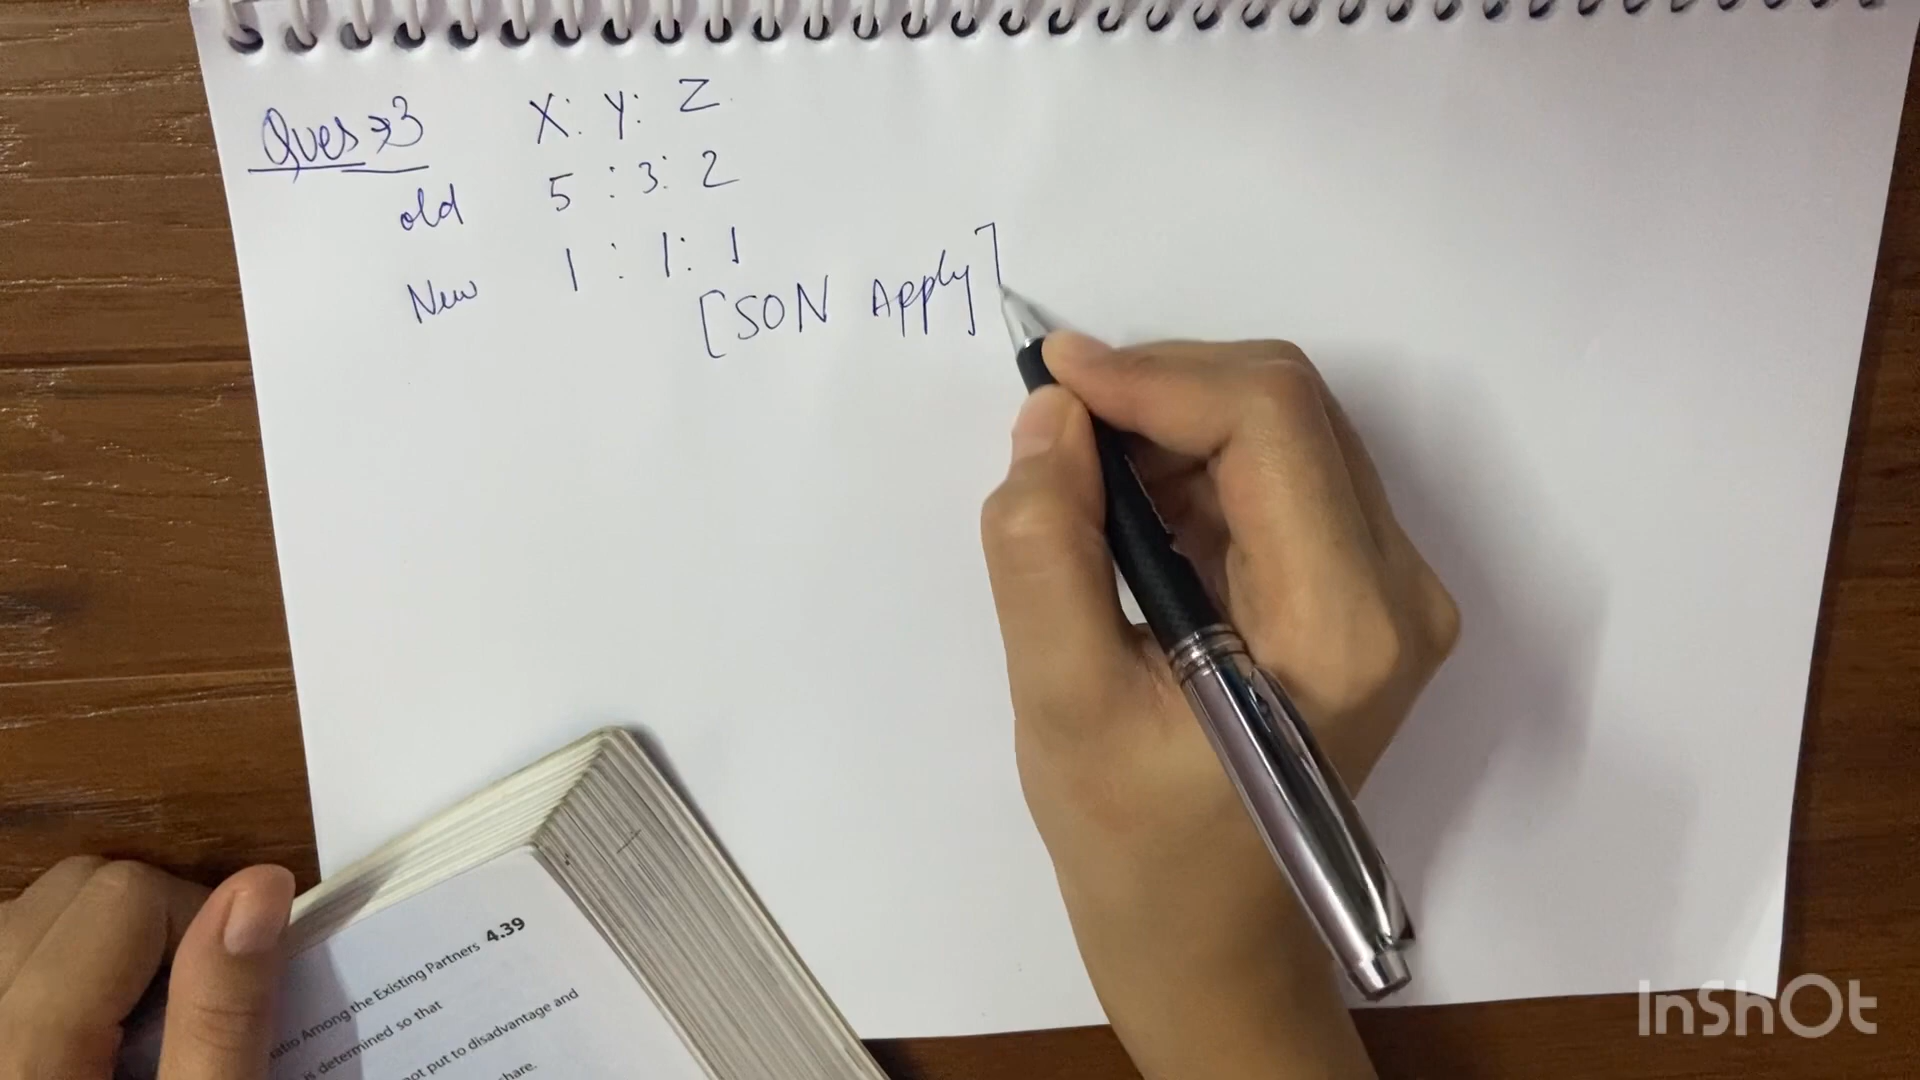 Ques → 3
X: Y: Z
old 5 : 3 : 2
New 1 : 1 : 1
[SON Apply]
Ratio Among the Existing Partners 4.39
is determined so that
not put to disadvantage and
share.
InShOt